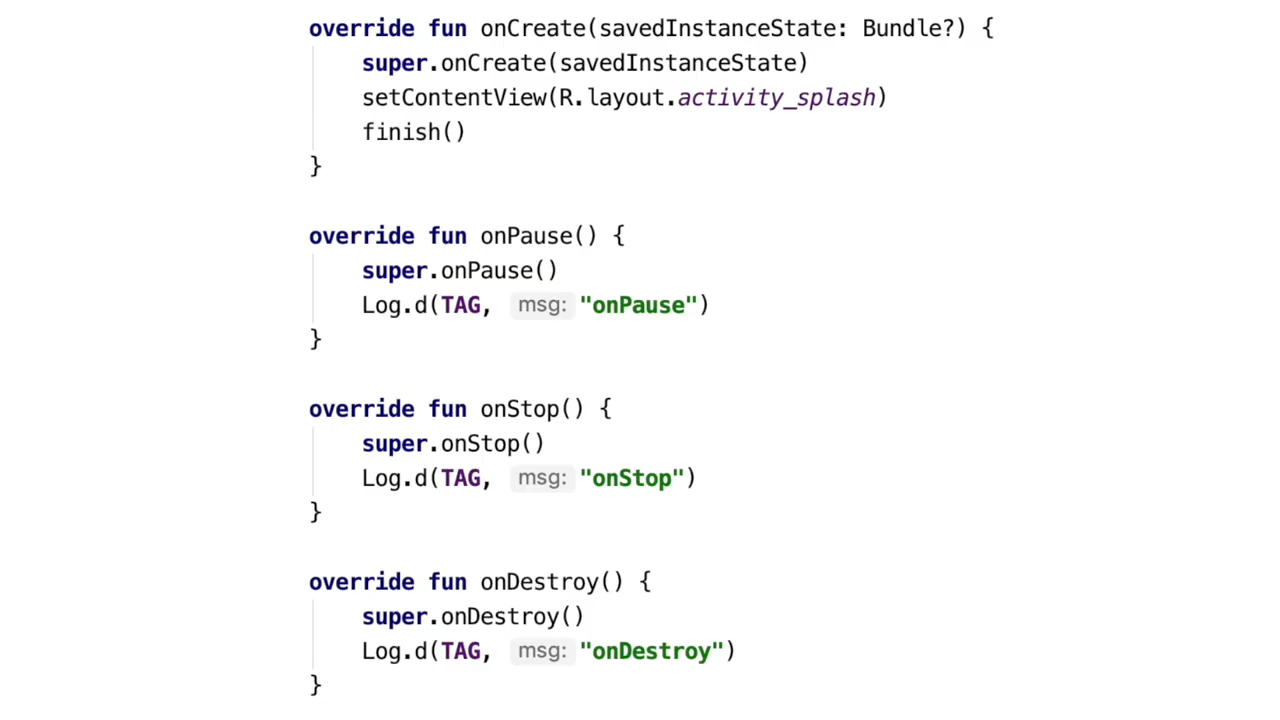 override fun onCreate(savedInstanceState: Bundle?) {
super.onCreate(savedInstanceState)
setContentView(R.layout.activity_splash)
finish()
}
override fun onPause() {
super.onPause()
Log.d(TAG, msg: "onPause")
}
override fun onStop() {
super.onStop()
Log.d(TAG, msg: "onStop")
}
override fun onDestroy() {
super.onDestroy()
Log.d(TAG, msg: "onDestroy")
}